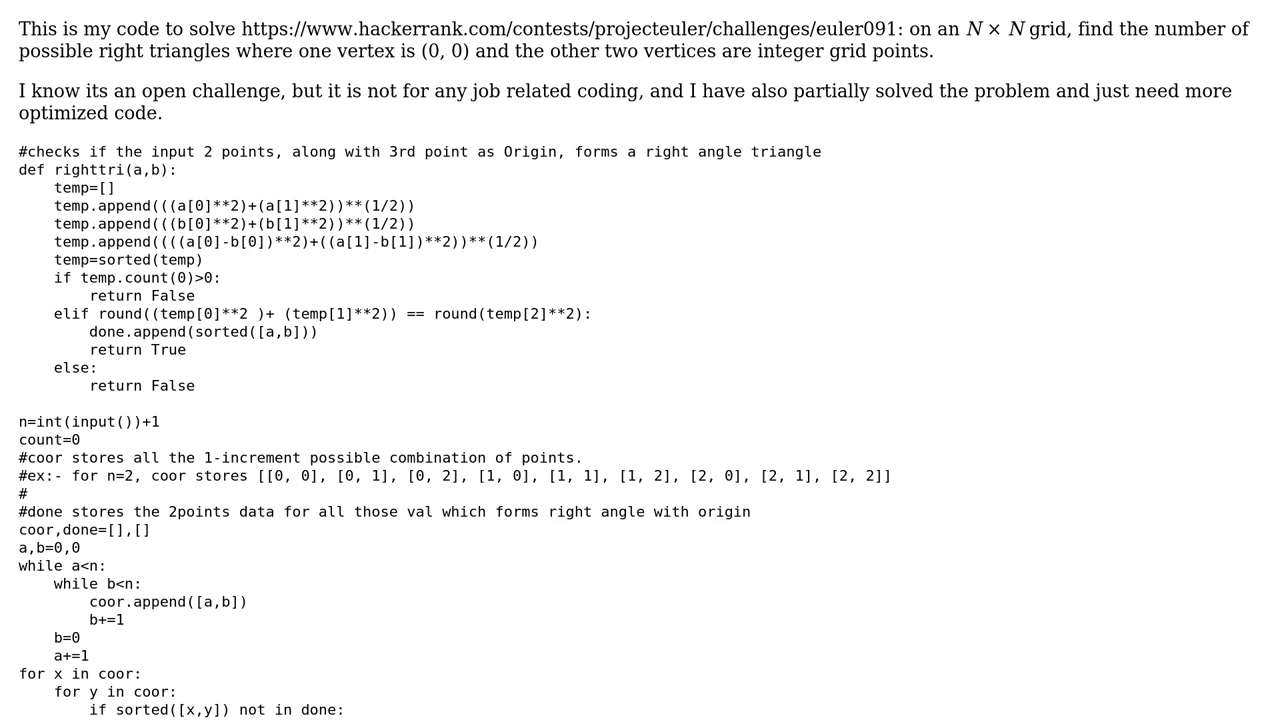 This is my code to solve https://www.hackerrank.com/contests/projecteuler/challenges/euler091: on an N × N grid, find the number of
possible right triangles where one vertex is (0, 0) and the other two vertices are integer grid points.
I know its an open challenge, but it is not for any job related coding, and I have also partially solved the problem and just need more
optimized code.
#checks if the input 2 points, along with 3rd point as Origin, forms a right angle triangle
def righttri(a,b):
    temp=[]
    temp.append(((a[0]**2)+(a[1]**2))**(1/2))
    temp.append(((b[0]**2)+(b[1]**2))**(1/2))
    temp.append((((a[0]-b[0])**2)+((a[1]-b[1])**2))**(1/2))
    temp=sorted(temp)
    if temp.count(0)>0:
        return False
    elif round((temp[0]**2 )+ (temp[1]**2)) == round(temp[2]**2):
        done.append(sorted([a,b]))
        return True
    else:
        return False
n=int(input())+1
count=0
#coor stores all the 1-increment possible combination of points.
#ex:- for n=2, coor stores [[0, 0], [0, 1], [0, 2], [1, 0], [1, 1], [1, 2], [2, 0], [2, 1], [2, 2]]
#
#done stores the 2points data for all those val which forms right angle with origin
coor,done=[],[]
a,b=0,0
while a<n:
    while b<n:
        coor.append([a,b])
        b+=1
    b=0
    a+=1
for x in coor:
    for y in coor:
        if sorted([x,y]) not in done: